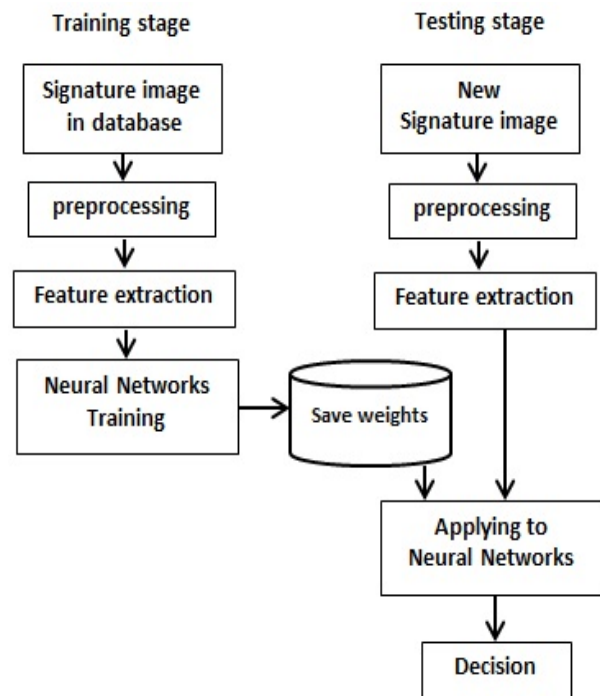 Training stage
Signature image
in database
preprocessing
Feature extraction
Neural Networks
Training
Save weights
Testing stage
New
Signature image
preprocessing
Feature extraction
Applying to
Neural Networks
Decision